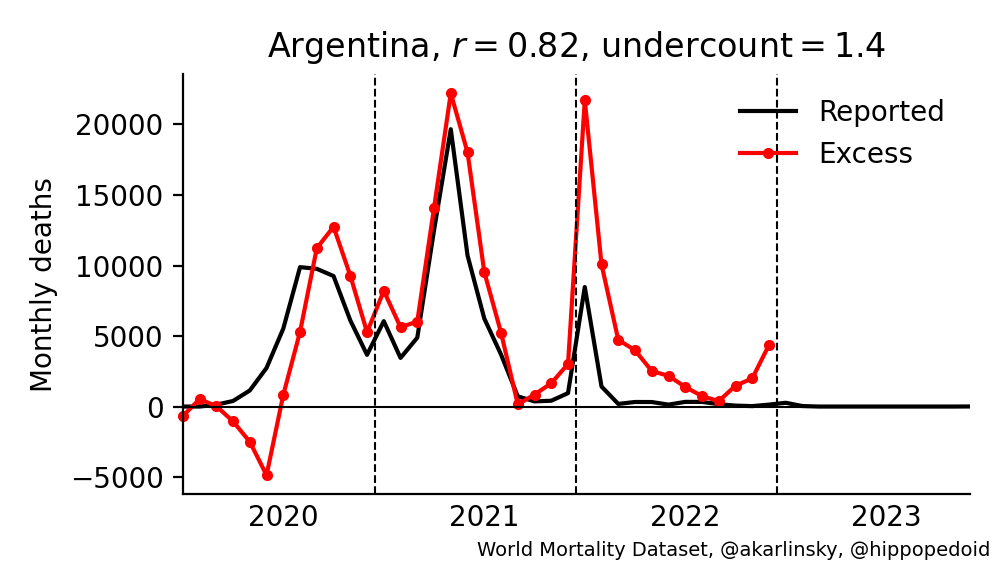 Argentina, r = 0.82, undercount = 1.4
Reported
Excess
Monthly deaths
20000
15000
10000
5000
0
−5000
2020 2021 2022 2023
World Mortality Dataset, @akarlinsky, @hippopedoid